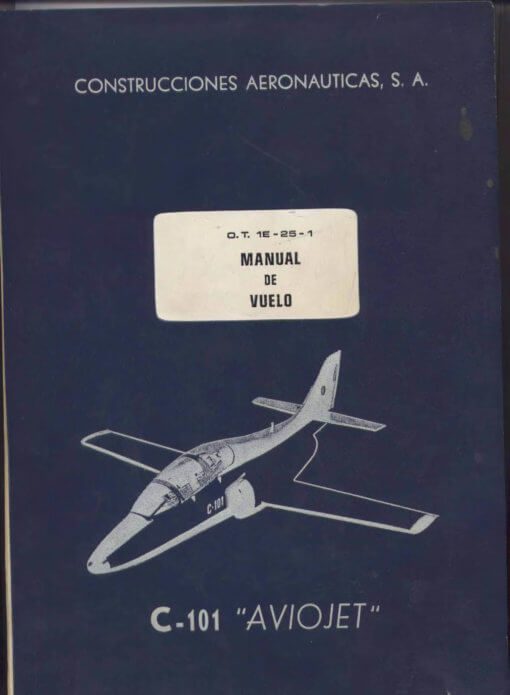 CONSTRUCCIONES AERONAUTICAS, S. A.
O.T. 1E-25-1
MANUAL
DE
VUELO
C-101
C-101 "AVIOJET"